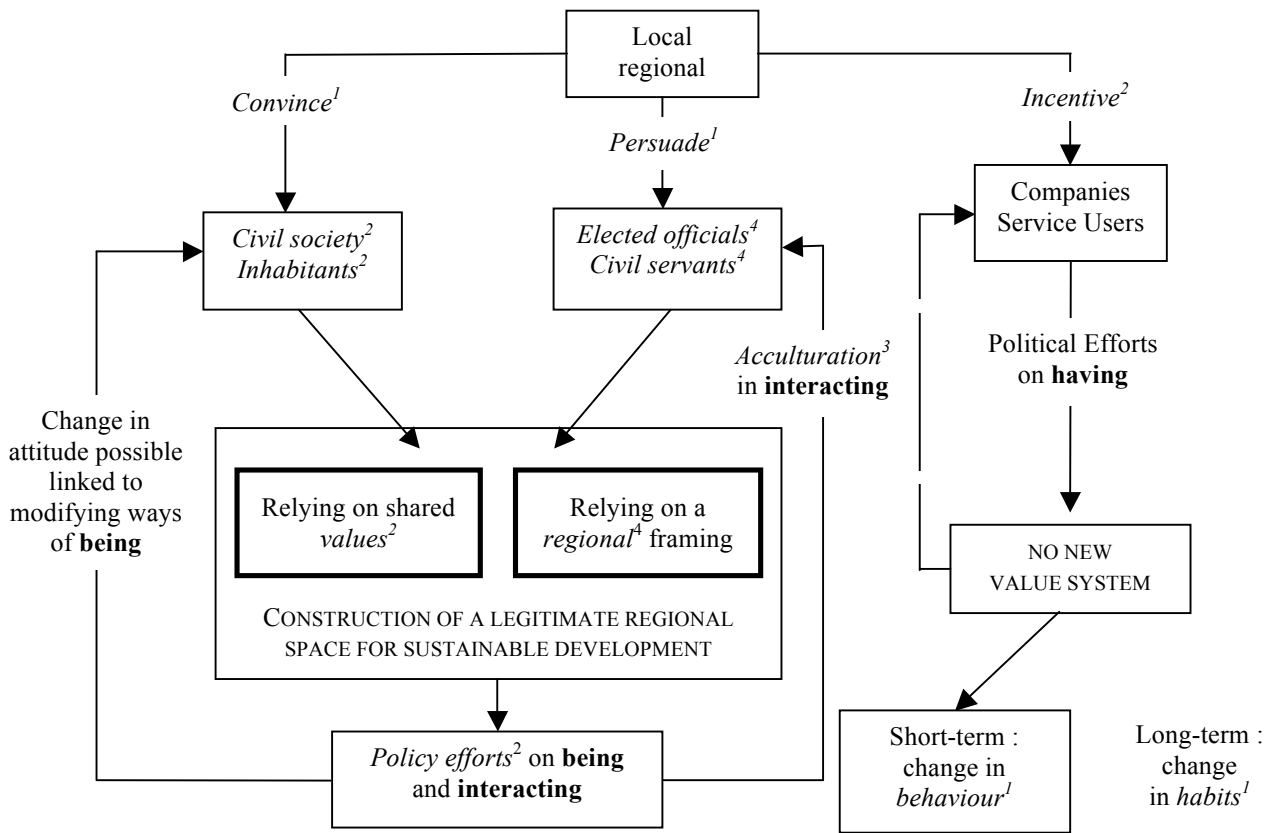 Local
regional
Convince¹
Persuade¹
Incentive²
Civil society²
Inhabitants²
Elected officials⁴
Civil servants⁴
Companies
Service Users
Acculturation³
in interacting
Political Efforts
on having
Change in
attitude possible
linked to
modifying ways
of being
Relying on shared
values²
Relying on a
regional⁴ framing
CONSTRUCTION OF A LEGITIMATE REGIONAL
SPACE FOR SUSTAINABLE DEVELOPMENT
NO NEW
VALUE SYSTEM
Policy efforts² on being
and interacting
Short-term :
change in
behaviour¹
Long-term :
change
in habits¹